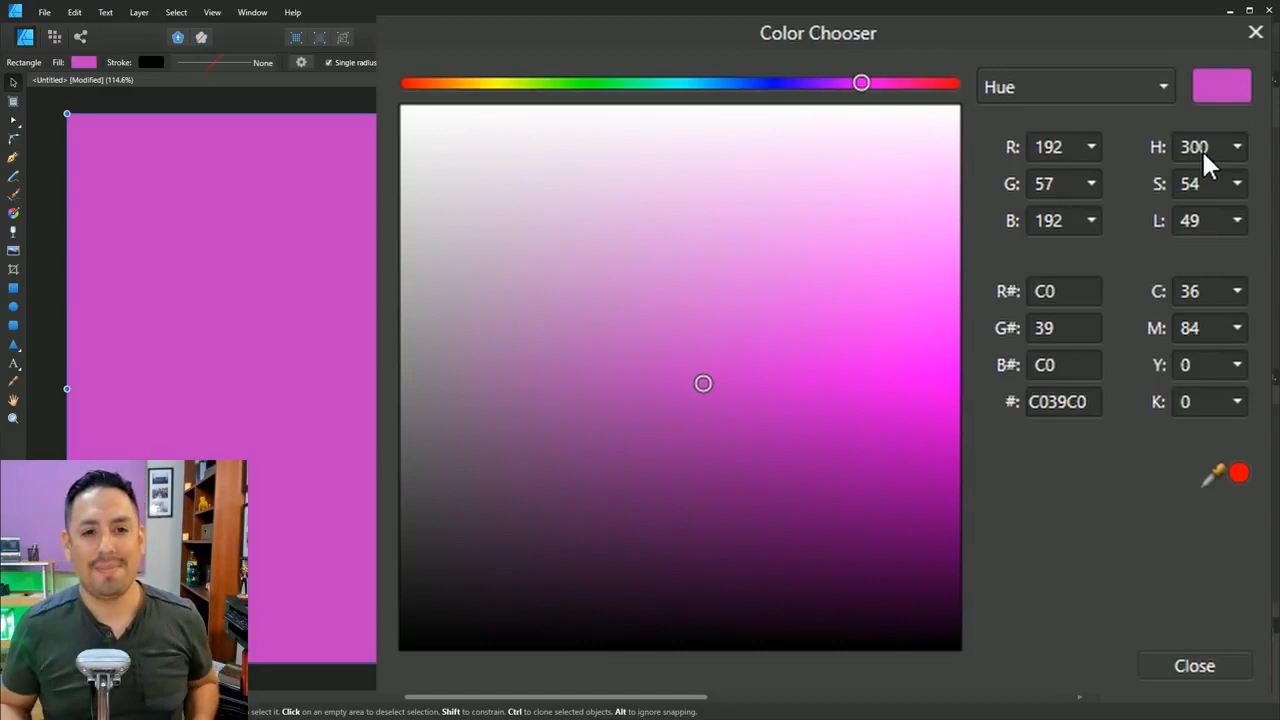 File Edit Text Layer Select View Window Help
Rectangle Fill: Stroke: None Single radius
<Untitled> [Modified] (114.6%)
Color Chooser
Hue
R: 192 H: 300
G: 57 S: 54
B: 192 L: 49
R#: C0 C: 36
G#: 39 M: 84
B#: C0 Y: 0
#: C039C0 K: 0
Close
select it. Click on an empty area to deselect selection. Shift to constrain. Ctrl to clone selected objects. Alt to ignore snapping.